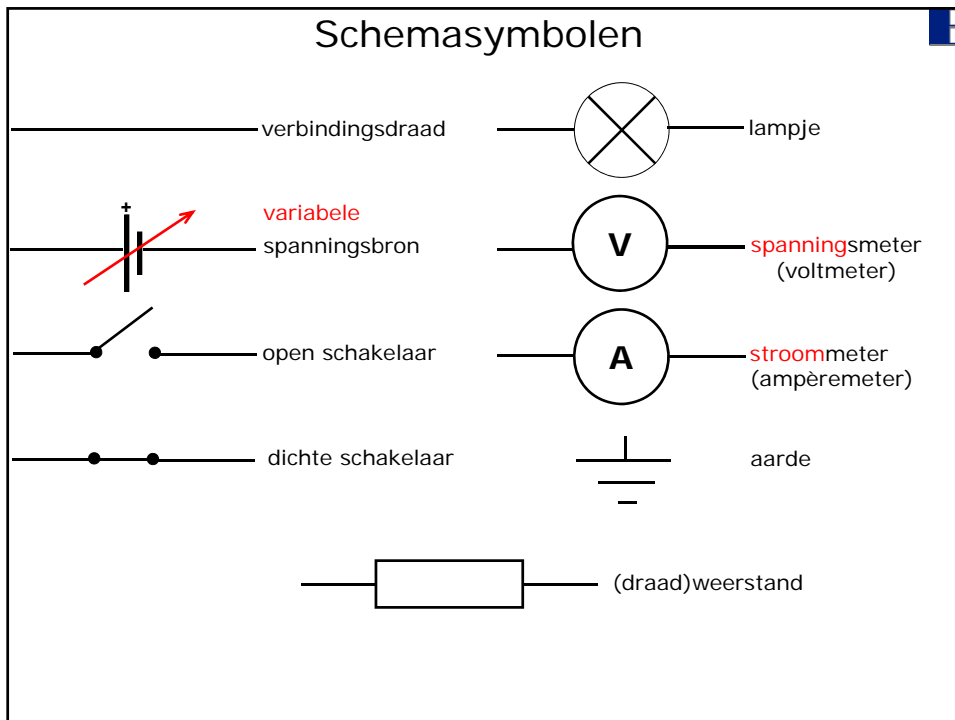 Schemasymbolen
verbindingsdraad
lampje
+
variabele
spanningsbron
V
spanningsmeter
(voltmeter)
open schakelaar
A
stroommeter
(ampèremeter)
dichte schakelaar
aarde
(draad)weerstand